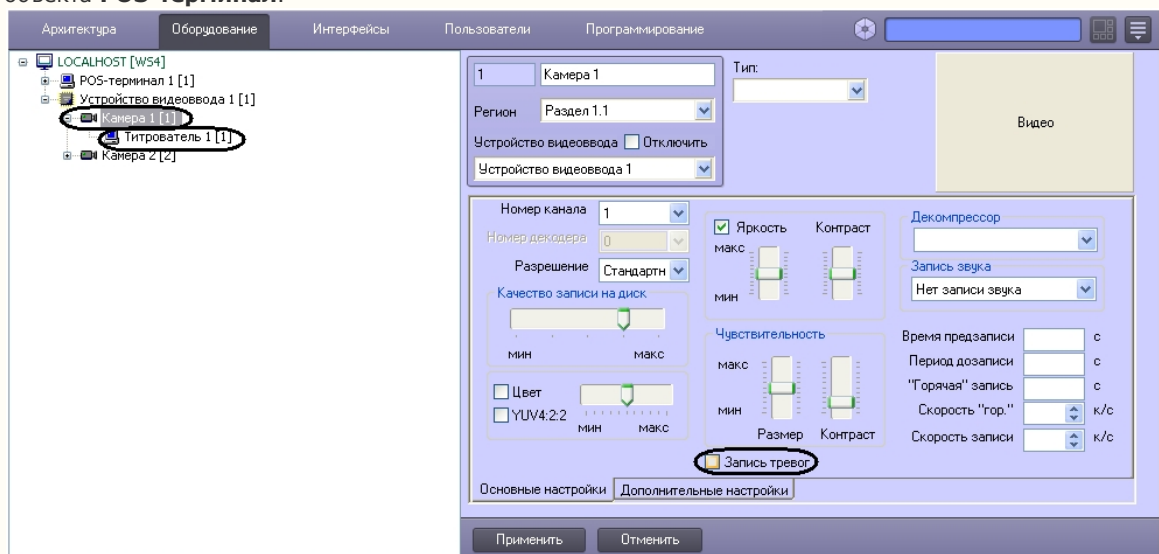 объекта POS-терминал.
Архитектура Оборудование Интерфейсы Пользователи Программирование
LOCALHOST [WS4]
POS-терминал 1 [1]
Устройство видеоввода 1 [1]
Камера 1 [1]
Титрователь 1 [1]
Камера 2 [2]
1 Камера 1
Регион Раздел 1.1
Устройство видеоввода Отключить
Устройство видеоввода 1
Тип:
Видео
Номер канала 1
Номер декодера 0
Разрешение Стандартн
Качество записи на диск
мин макс
Цвет
YUV4:2:2
мин макс
Яркость Контраст
макс
мин
Чувствительность
макс
мин
Размер Контраст
Запись тревог
Декомпрессор
Запись звука
Нет записи звука
Время предзаписи с
Период дозаписи с
"Горячая" запись с
Скорость "гор." к/с
Скорость записи к/с
Основные настройки Дополнительные настройки
Применить Отменить